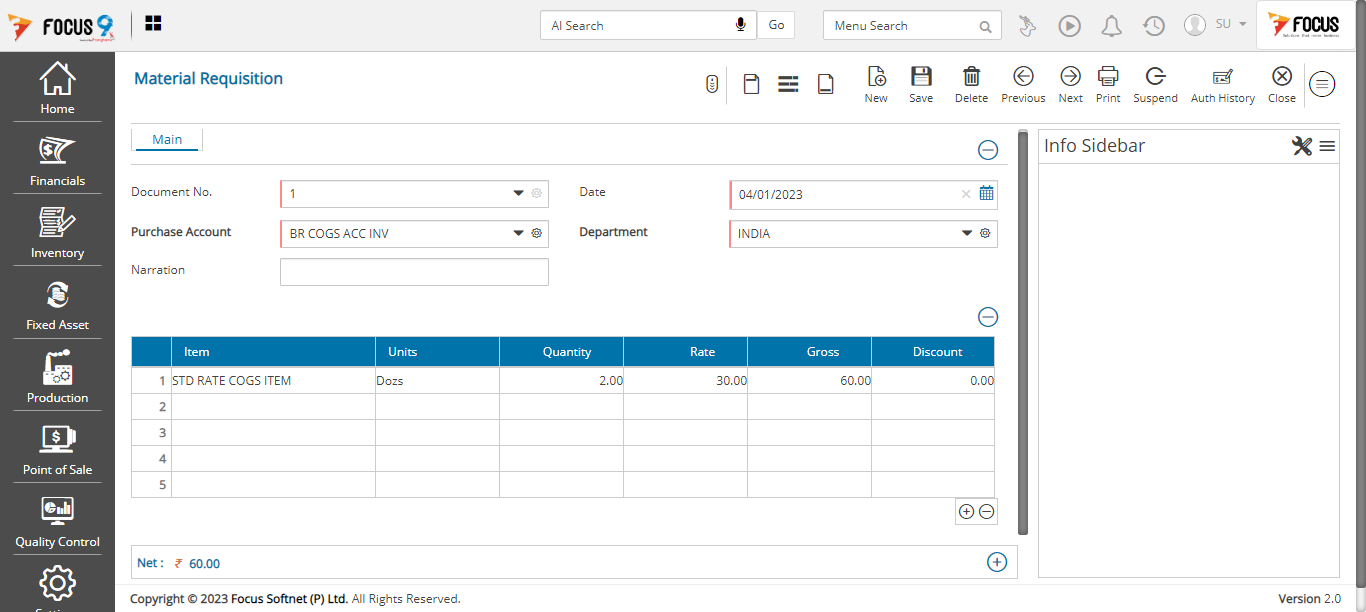 FOCUS 9
AI Search
Go
Menu Search
SU
FOCUS
Home
Financials
Inventory
Fixed Asset
Production
Point of Sale
Quality Control
Material Requisition
New
Save
Delete
Previous
Next
Print
Suspend
Auth History
Close
Main
Document No.
1
Date
04/01/2023
Purchase Account
BR COGS ACC INV
Department
INDIA
Narration
Item Units Quantity Rate Gross Discount
1 STD RATE COGS ITEM Dozs 2.00 30.00 60.00 0.00
2
3
4
5
Net : ₹ 60.00
Info Sidebar
Copyright © 2023 Focus Softnet (P) Ltd. All Rights Reserved.
Version 2.0